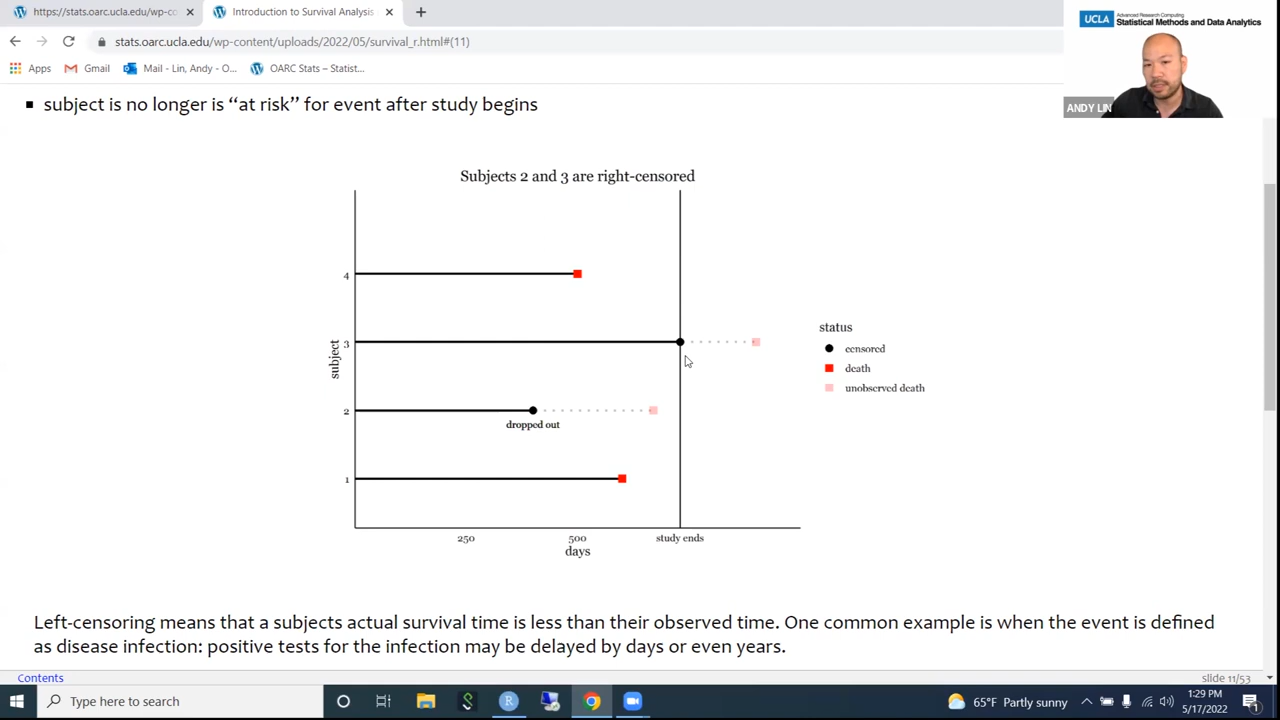 https://stats.oarc.ucla.edu/wp-co
Introduction to Survival Analysis
stats.oarc.ucla.edu/wp-content/uploads/2022/05/survival_r.html#(11)
Apps
Gmail
Mail - Lin, Andy - O...
OARC Stats – Statist...
UCLA
Advanced Research Computing
Statistical Methods and Data Analytics
ANDY LIN
subject is no longer is “at risk” for event after study begins
Subjects 2 and 3 are right-censored
4
3
2
1
subject
dropped out
250
500
study ends
days
status
censored
death
unobserved death
Left-censoring means that a subjects actual survival time is less than their observed time. One common example is when the event is defined
as disease infection: positive tests for the infection may be delayed by days or even years.
Contents
slide 11/53
Type here to search
65°F Partly sunny
1:29 PM
5/17/2022